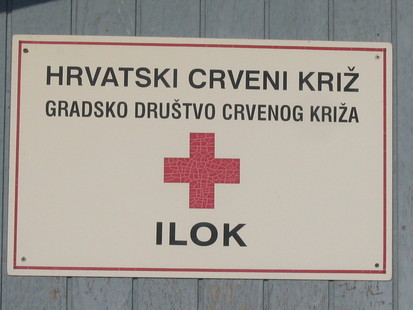 HRVATSKI CRVENI KRIŽ
GRADSKO DRUŠTVO CRVENOG KRIŽA
ILOK